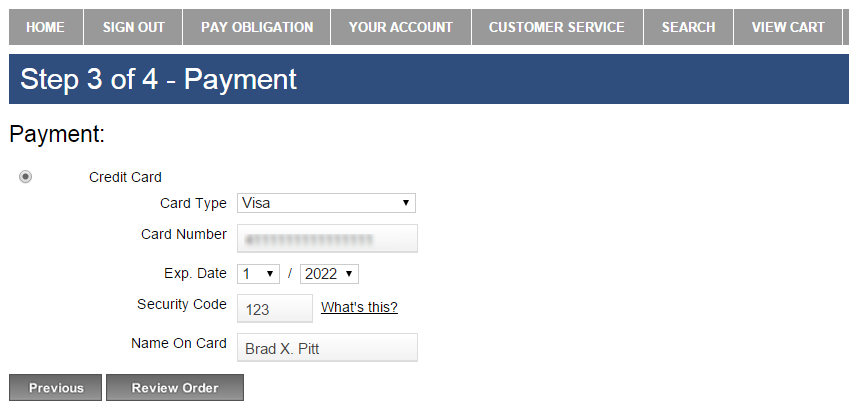 HOME SIGN OUT PAY OBLIGATION YOUR ACCOUNT CUSTOMER SERVICE SEARCH VIEW CART
Step 3 of 4 - Payment
Payment:
Credit Card
Card Type Visa
Card Number
Exp. Date 1 / 2022
Security Code 123 What's this?
Name On Card Brad X. Pitt
Previous Review Order